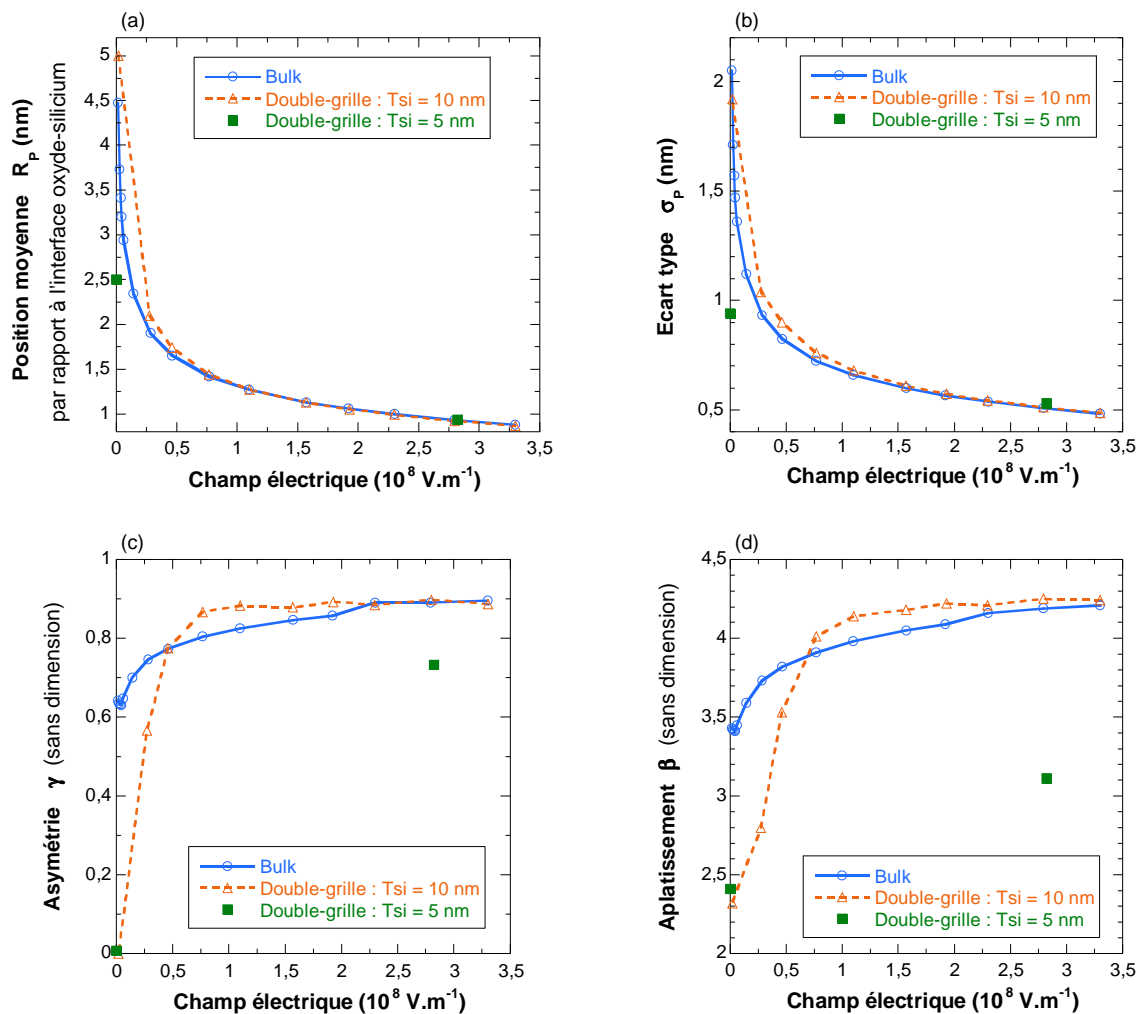 (a)
Position moyenne R_P (nm)
par rapport à l'interface oxyde-silicium
5
4,5
4
3,5
3
2,5
2
1,5
1
Bulk
Double-grille : Tsi = 10 nm
Double-grille : Tsi = 5 nm
0 0,5 1 1,5 2 2,5 3 3,5
Champ électrique (10^8 V.m^-1)
(b)
Ecart type σ_P (nm)
2
1,5
1
0,5
Bulk
Double-grille : Tsi = 10 nm
Double-grille : Tsi = 5 nm
0 0,5 1 1,5 2 2,5 3 3,5
Champ électrique (10^8 V.m^-1)
(c)
Asymétrie γ (sans dimension)
1
0,8
0,6
0,4
0,2
0
Bulk
Double-grille : Tsi = 10 nm
Double-grille : Tsi = 5 nm
0 0,5 1 1,5 2 2,5 3 3,5
Champ électrique (10^8 V.m^-1)
(d)
Aplatissement β (sans dimension)
4,5
4
3,5
3
2,5
2
Bulk
Double-grille : Tsi = 10 nm
Double-grille : Tsi = 5 nm
0 0,5 1 1,5 2 2,5 3 3,5
Champ électrique (10^8 V.m^-1)